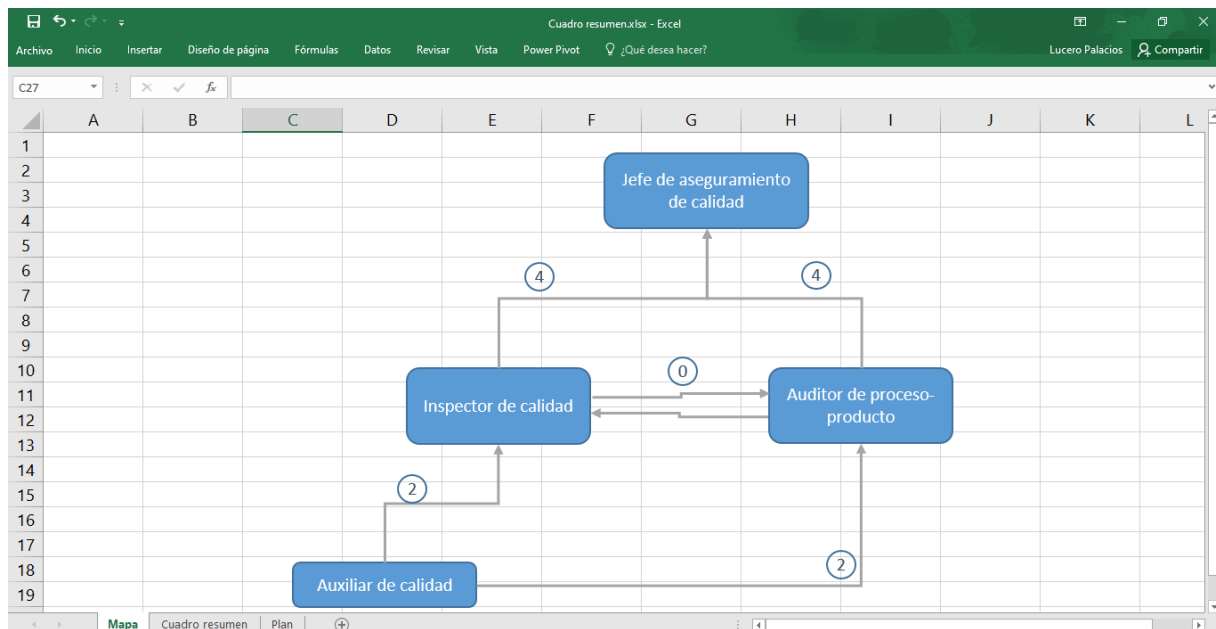 Cuadro resumen.xlsx - Excel
Archivo Inicio Insertar Diseño de página Fórmulas Datos Revisar Vista Power Pivot ¿Qué desea hacer? Lucero Palacios Compartir
C27 fx
A B C D E F G H I J K L
1
2
3
4
5
6
7
8
9
10
11
12
13
14
15
16
17
18
19
Jefe de aseguramiento
de calidad
4 4
0
Inspector de calidad
Auditor de proceso-
producto
2
2
Auxiliar de calidad
Mapa Cuadro resumen Plan